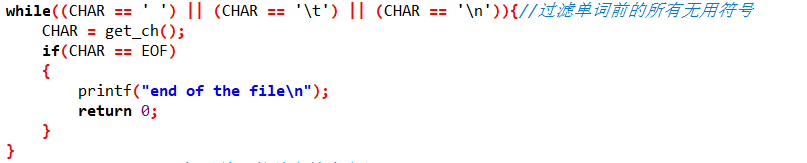 while((CHAR == ' ') || (CHAR == '\t') || (CHAR == '\n')){//过滤单词前的所有无用符号
    CHAR = get_ch();
    if(CHAR == EOF)
    {
        printf("end of the file\n");
        return 0;
    }
}